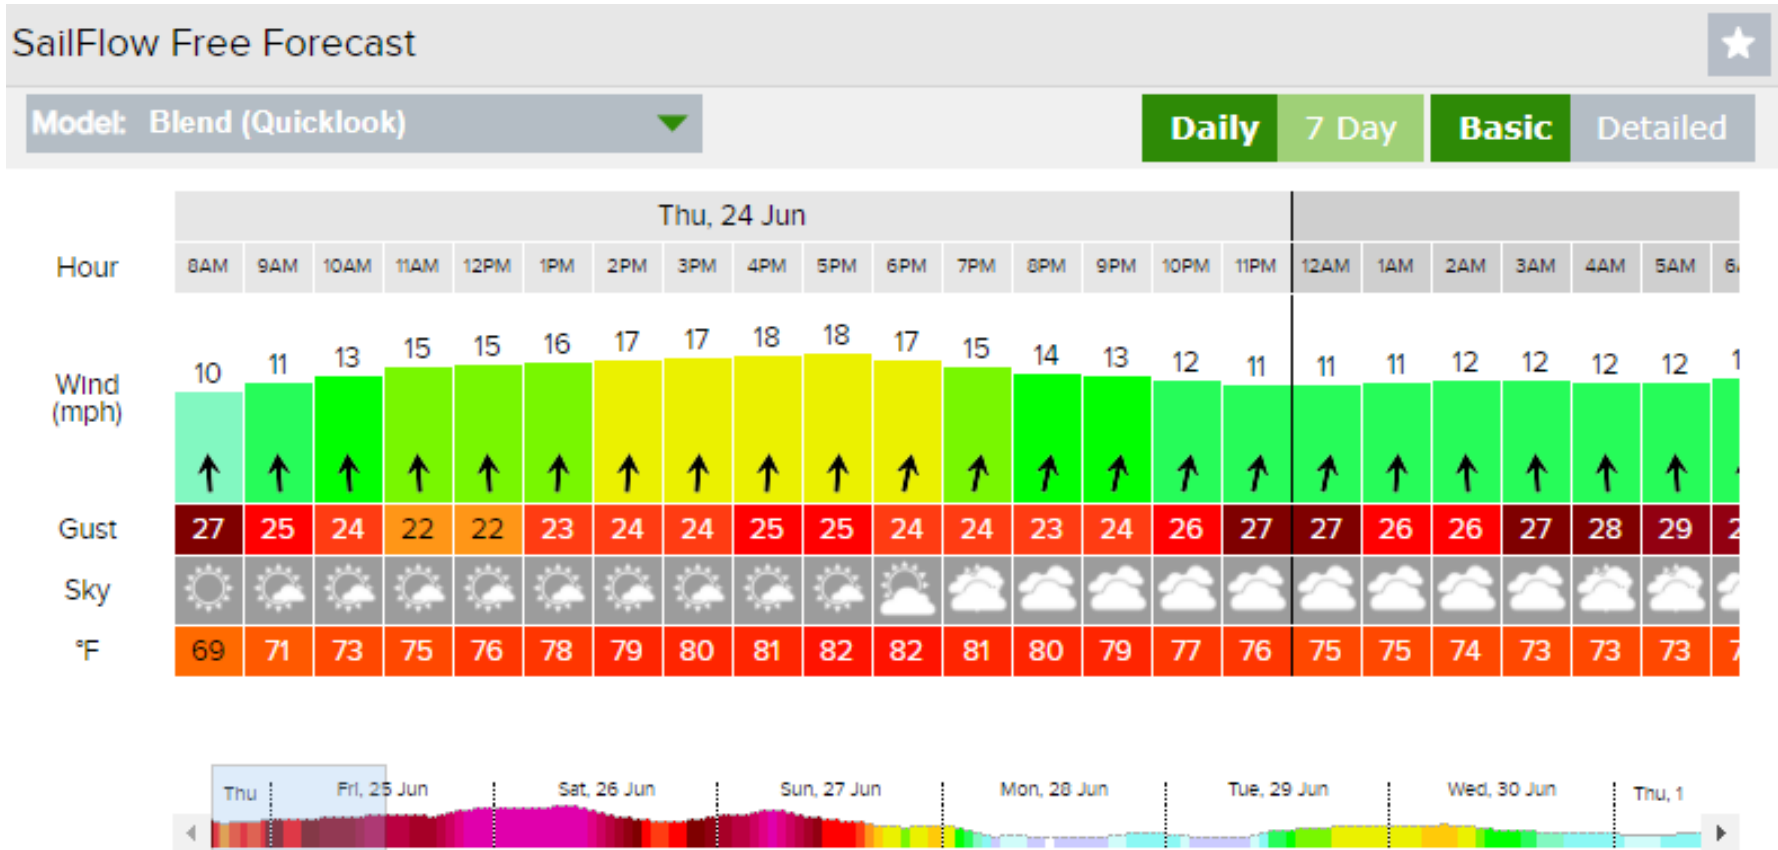 SailFlow Free Forecast
Model: Blend (Quicklook)
Daily 7 Day Basic Detailed
Thu, 24 Jun
Hour 8AM 9AM 10AM 11AM 12PM 1PM 2PM 3PM 4PM 5PM 6PM 7PM 8PM 9PM 10PM 11PM 12AM 1AM 2AM 3AM 4AM 5AM
Wind
(mph)
10 11 13 15 15 16 17 17 18 18 17 15 14 13 12 11 11 11 12 12 12 12
Gust 27 25 24 22 22 23 24 24 25 25 24 24 23 24 26 27 27 26 26 27 28 29
Sky
°F 69 71 73 75 76 78 79 80 81 82 82 81 80 79 77 76 75 75 74 73 73 73
Thu Fri, 25 Jun Sat, 26 Jun Sun, 27 Jun Mon, 28 Jun Tue, 29 Jun Wed, 30 Jun Thu, 1